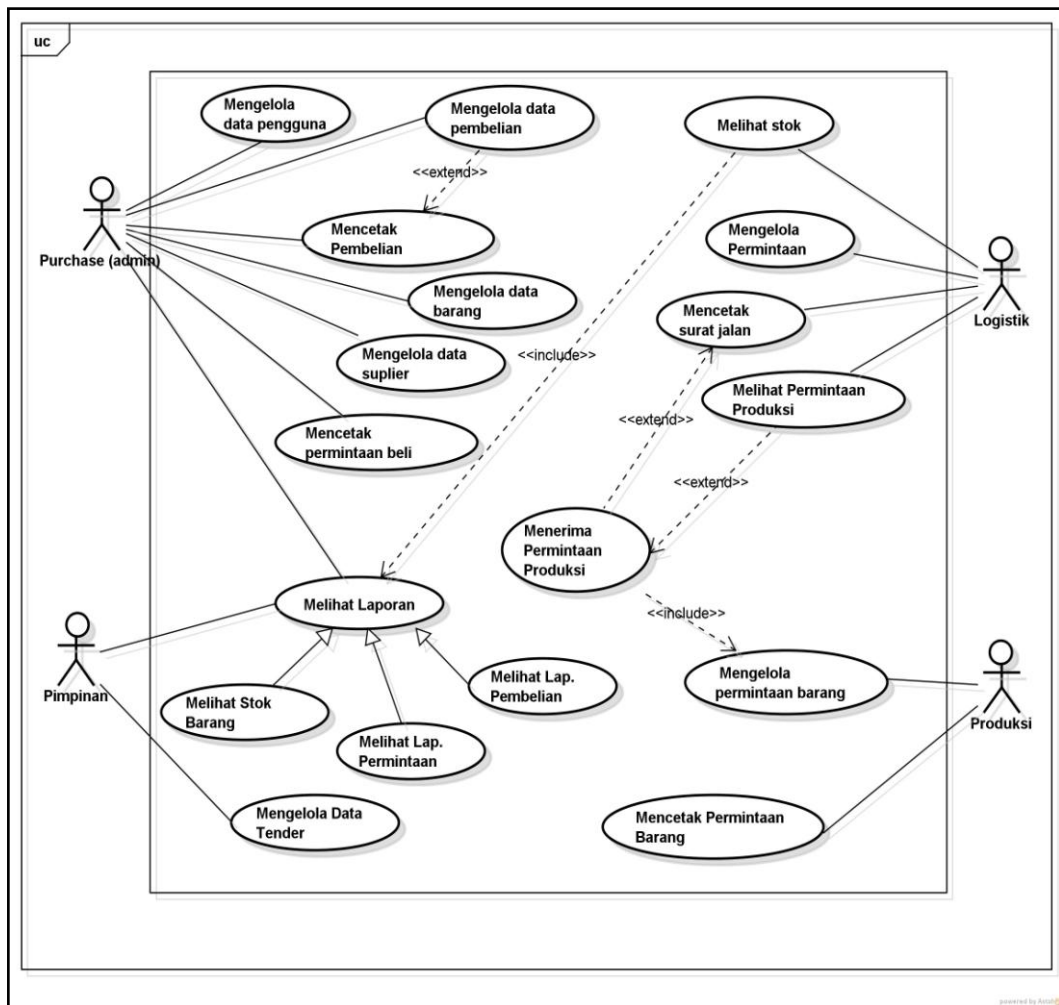 uc
Mengelola
data pengguna
Mengelola data
pembelian
Melihat stok
<<extend>>
Purchase (admin)
Mencetak
Pembelian
Mengelola
Permintaan
Mengelola data
barang
Mencetak
surat jalan
Logistik
Mengelola data
suplier
<<include>>
Melihat Permintaan
Produksi
Mencetak
permintaan beli
<<extend>>
<<extend>>
Menerima
Permintaan
Produksi
Melihat Laporan
<<include>>
Pimpinan
Melihat Stok
Barang
Melihat Lap.
Pembelian
Mengelola
permintaan barang
Produksi
Melihat Lap.
Permintaan
Mengelola Data
Tender
Mencetak Permintaan
Barang
powered by Astah